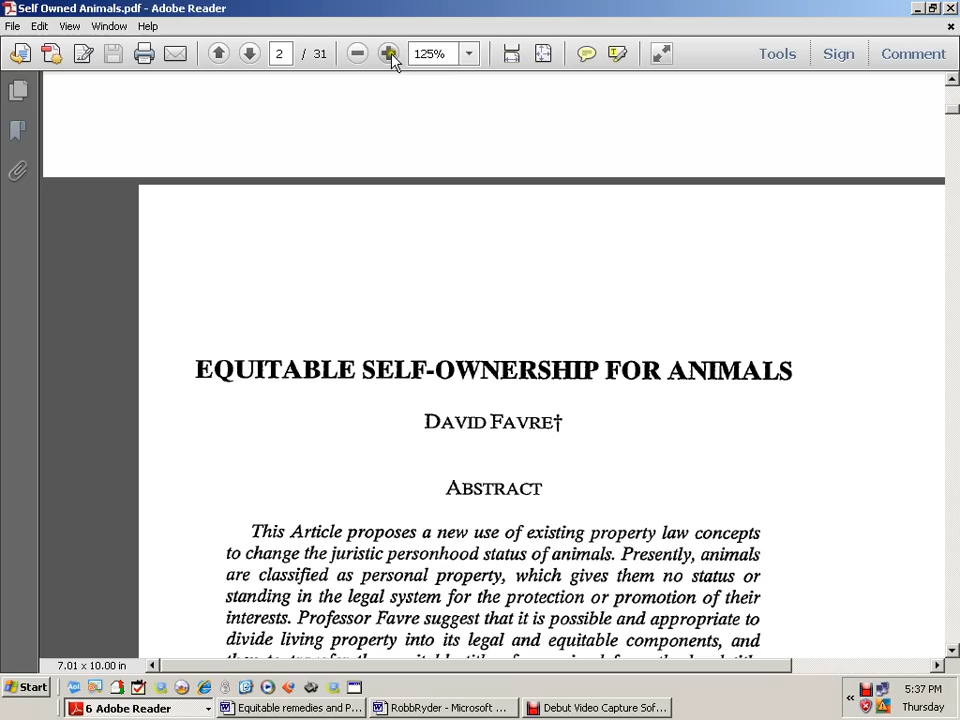 Self Owned Animals.pdf - Adobe Reader
File Edit View Window Help
2 / 31 125% Tools Sign Comment
EQUITABLE SELF-OWNERSHIP FOR ANIMALS
DAVID FAVRE†
ABSTRACT
This Article proposes a new use of existing property law concepts
to change the juristic personhood status of animals. Presently, animals
are classified as personal property, which gives them no status or
standing in the legal system for the protection or promotion of their
interests. Professor Favre suggest that it is possible and appropriate to
divide living property into its legal and equitable components, and
7.01 x 10.00 in
Start
5:37 PM
6 Adobe Reader
Equitable remedies and P...
RobbRyder - Microsoft ...
Debut Video Capture Sof...
Thursday